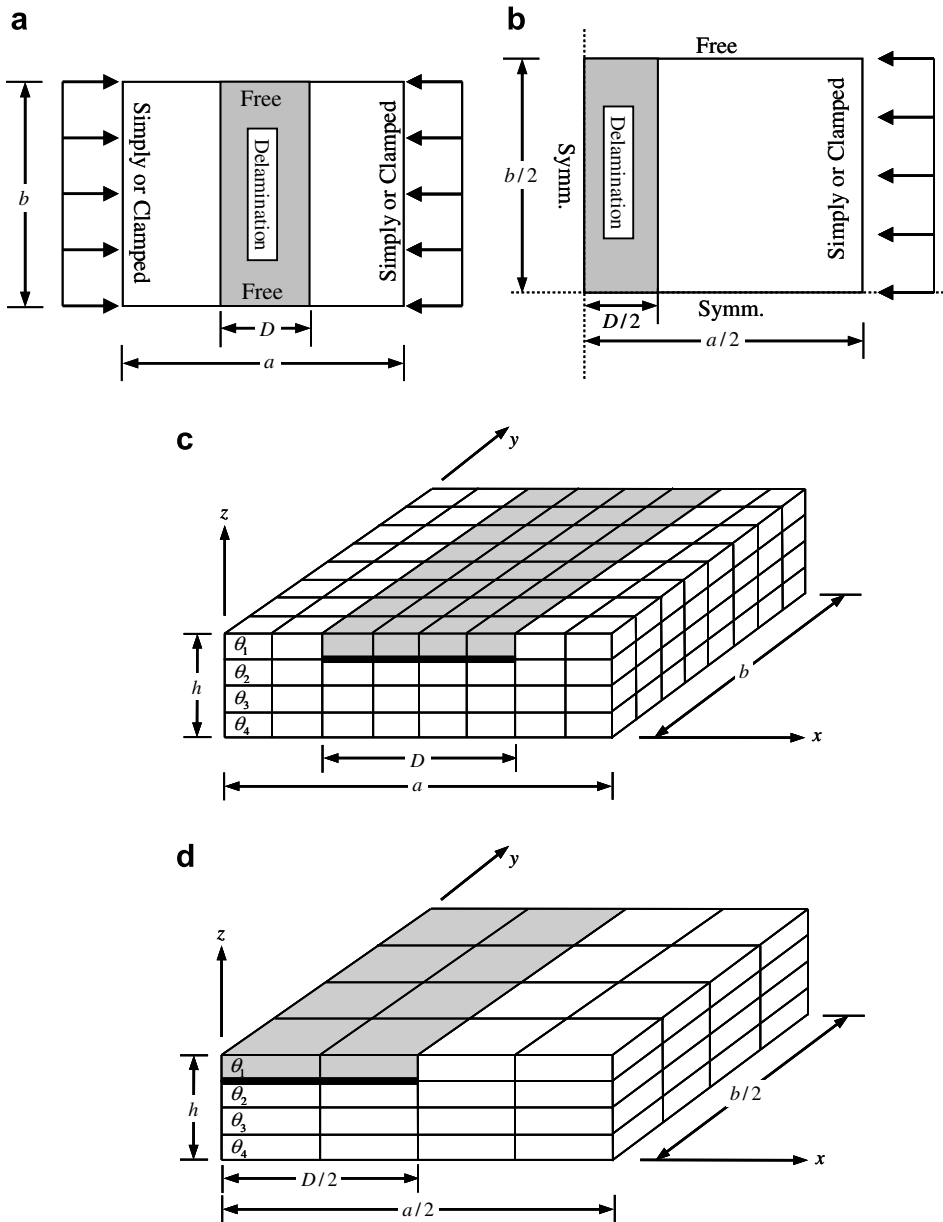 a
Simply or Clamped
Free
Delamination
Free
Simply or Clamped
b
D
a
b
Free
Symm.
Delamination
Simply or Clamped
b/2
Symm.
D/2
a/2
c
y
z
θ1
θ2
θ3
θ4
h
b
x
D
a
d
y
z
θ1
θ2
θ3
θ4
h
b/2
x
D/2
a/2